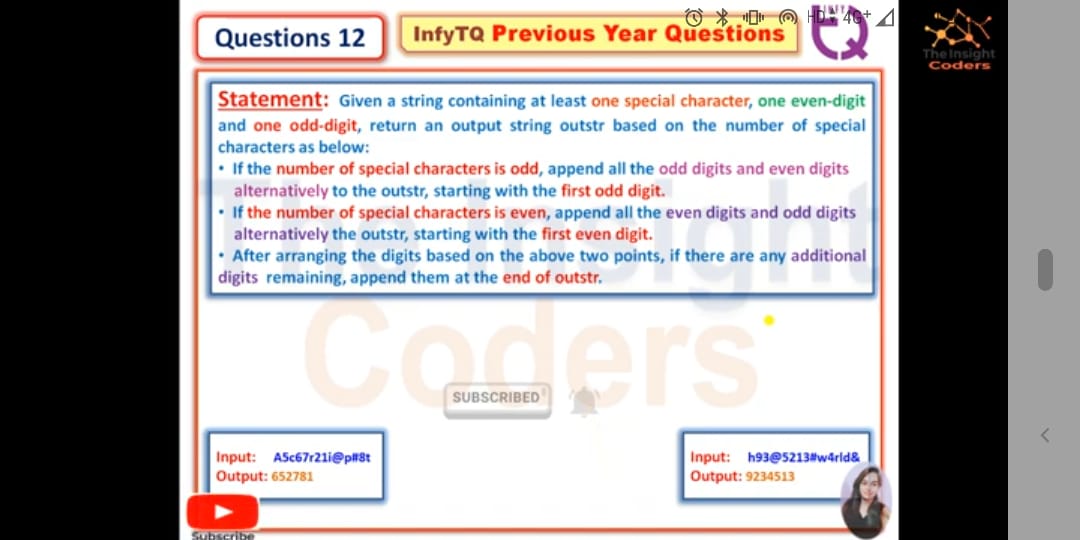 HD 4G+
Questions 12
InfyTQ Previous Year Questions
The Insight
Coders
Statement: Given a string containing at least one special character, one even-digit
and one odd-digit, return an output string outstr based on the number of special
characters as below:
• If the number of special characters is odd, append all the odd digits and even digits
alternatively to the outstr, starting with the first odd digit.
• If the number of special characters is even, append all the even digits and odd digits
alternatively the outstr, starting with the first even digit.
• After arranging the digits based on the above two points, if there are any additional
digits remaining, append them at the end of outstr.
The Insight
Coders
SUBSCRIBED
Input: A5c67r21i@p#8t
Output: 652781
Input: h93@5213#w4rld&
Output: 9234513
Subscribe